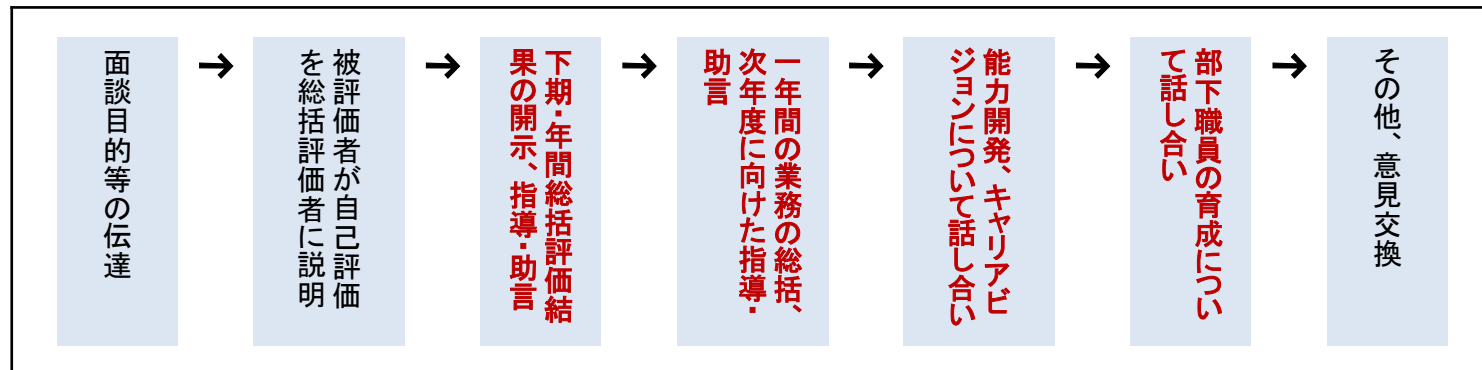 面談目的等の伝達
→
被評価者が自己評価
を総括評価者に説明
→
下期・年間総括評価結
果の開示、指導・助言
→
一年間の業務の総括、
次年度に向けた指導・
助言
→
能力開発、キャリアビ
ジョンについて話し合い
→
部下職員の育成につい
て話し合い
→
その他、意見交換